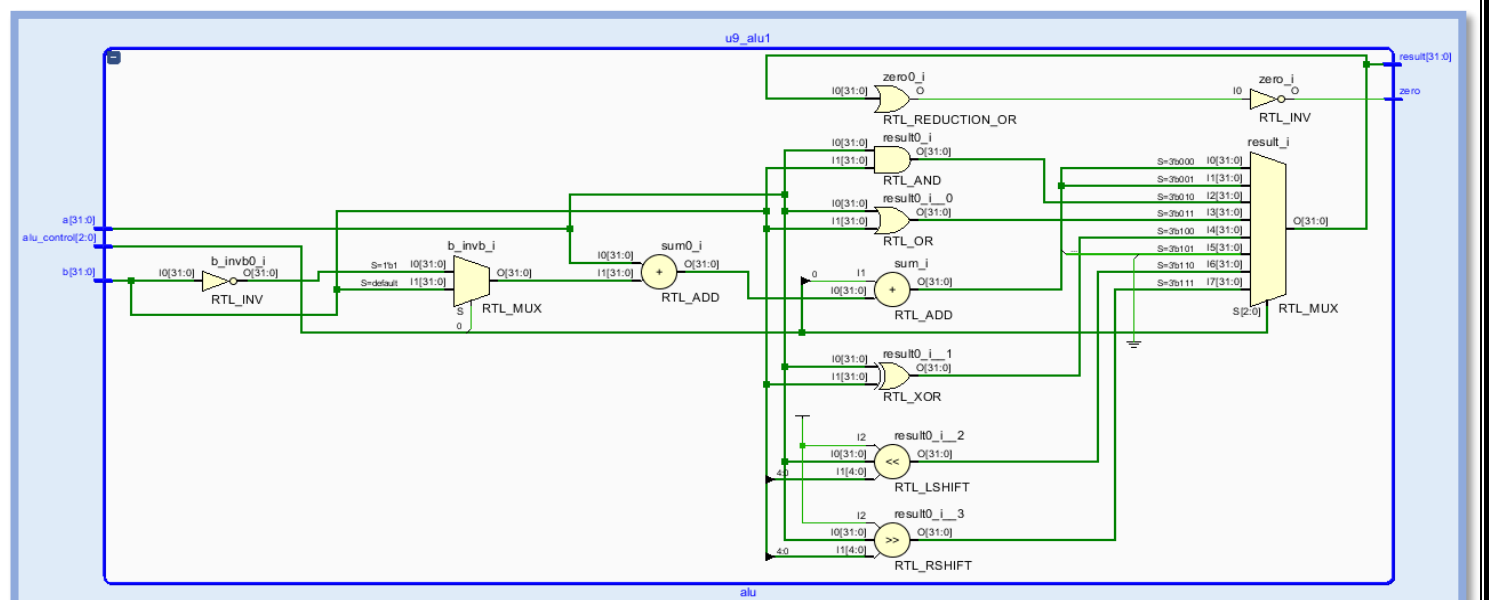 u9_alu1
result[31:0]
zero0_i
I0[31:0]
O
RTL_REDUCTION_OR
zero_i
I0
O
RTL_INV
zero
result0_i
I0[31:0]
I1[31:0]
O[31:0]
RTL_AND
result0_i__0
I0[31:0]
I1[31:0]
O[31:0]
RTL_OR
result_i
S=3'b000 I0[31:0]
S=3'b001 I1[31:0]
S=3'b010 I2[31:0]
S=3'b011 I3[31:0]
S=3'b100 I4[31:0]
S=3'b101 I5[31:0]
S=3'b110 I6[31:0]
S=3'b111 I7[31:0]
O[31:0]
S[2:0]
RTL_MUX
a[31:0]
alu_control[2:0]
b[31:0]
b_invb0_i
I0[31:0]
O[31:0]
RTL_INV
b_invb_i
S=1'b1 I0[31:0]
S=default I1[31:0]
O[31:0]
S
0
RTL_MUX
sum0_i
I0[31:0]
I1[31:0]
+
O[31:0]
RTL_ADD
sum_i
0
I1
I0[31:0]
+
O[31:0]
RTL_ADD
result0_i__1
I0[31:0]
I1[31:0]
O[31:0]
RTL_XOR
result0_i__2
I2
I0[31:0]
4:0
I1[4:0]
<<
O[31:0]
RTL_LSHIFT
result0_i__3
I2
I0[31:0]
4:0
I1[4:0]
>>
O[31:0]
RTL_RSHIFT
alu